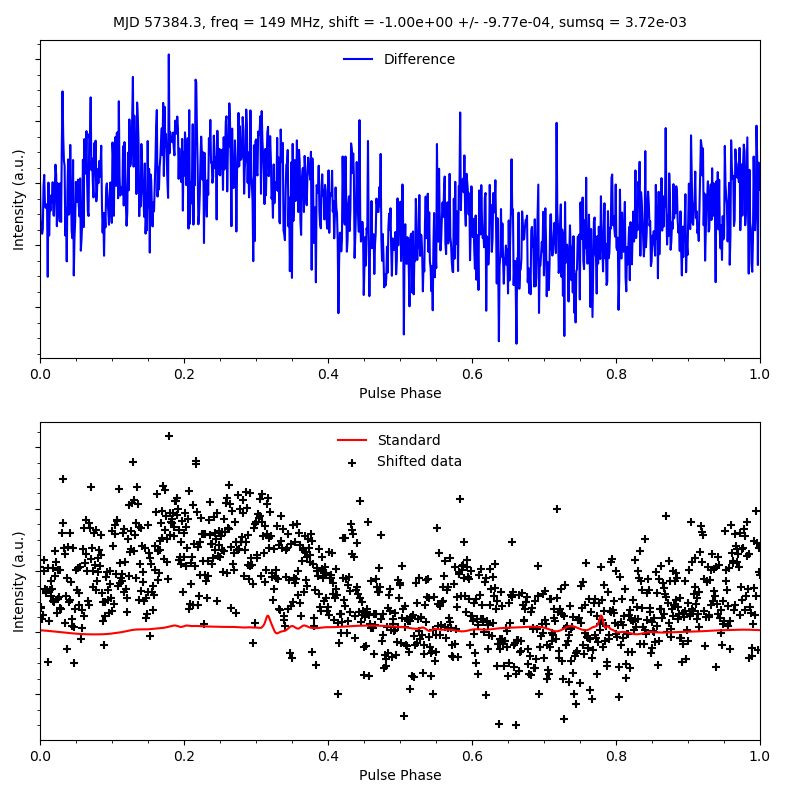 MJD 57384.3, freq = 149 MHz, shift = -1.00e+00 +/- -9.77e-04, sumsq = 3.72e-03
Difference
Intensity (a.u.)
0.0 0.2 0.4 0.6 0.8 1.0
Pulse Phase
Standard
Shifted data
Intensity (a.u.)
0.0 0.2 0.4 0.6 0.8 1.0
Pulse Phase